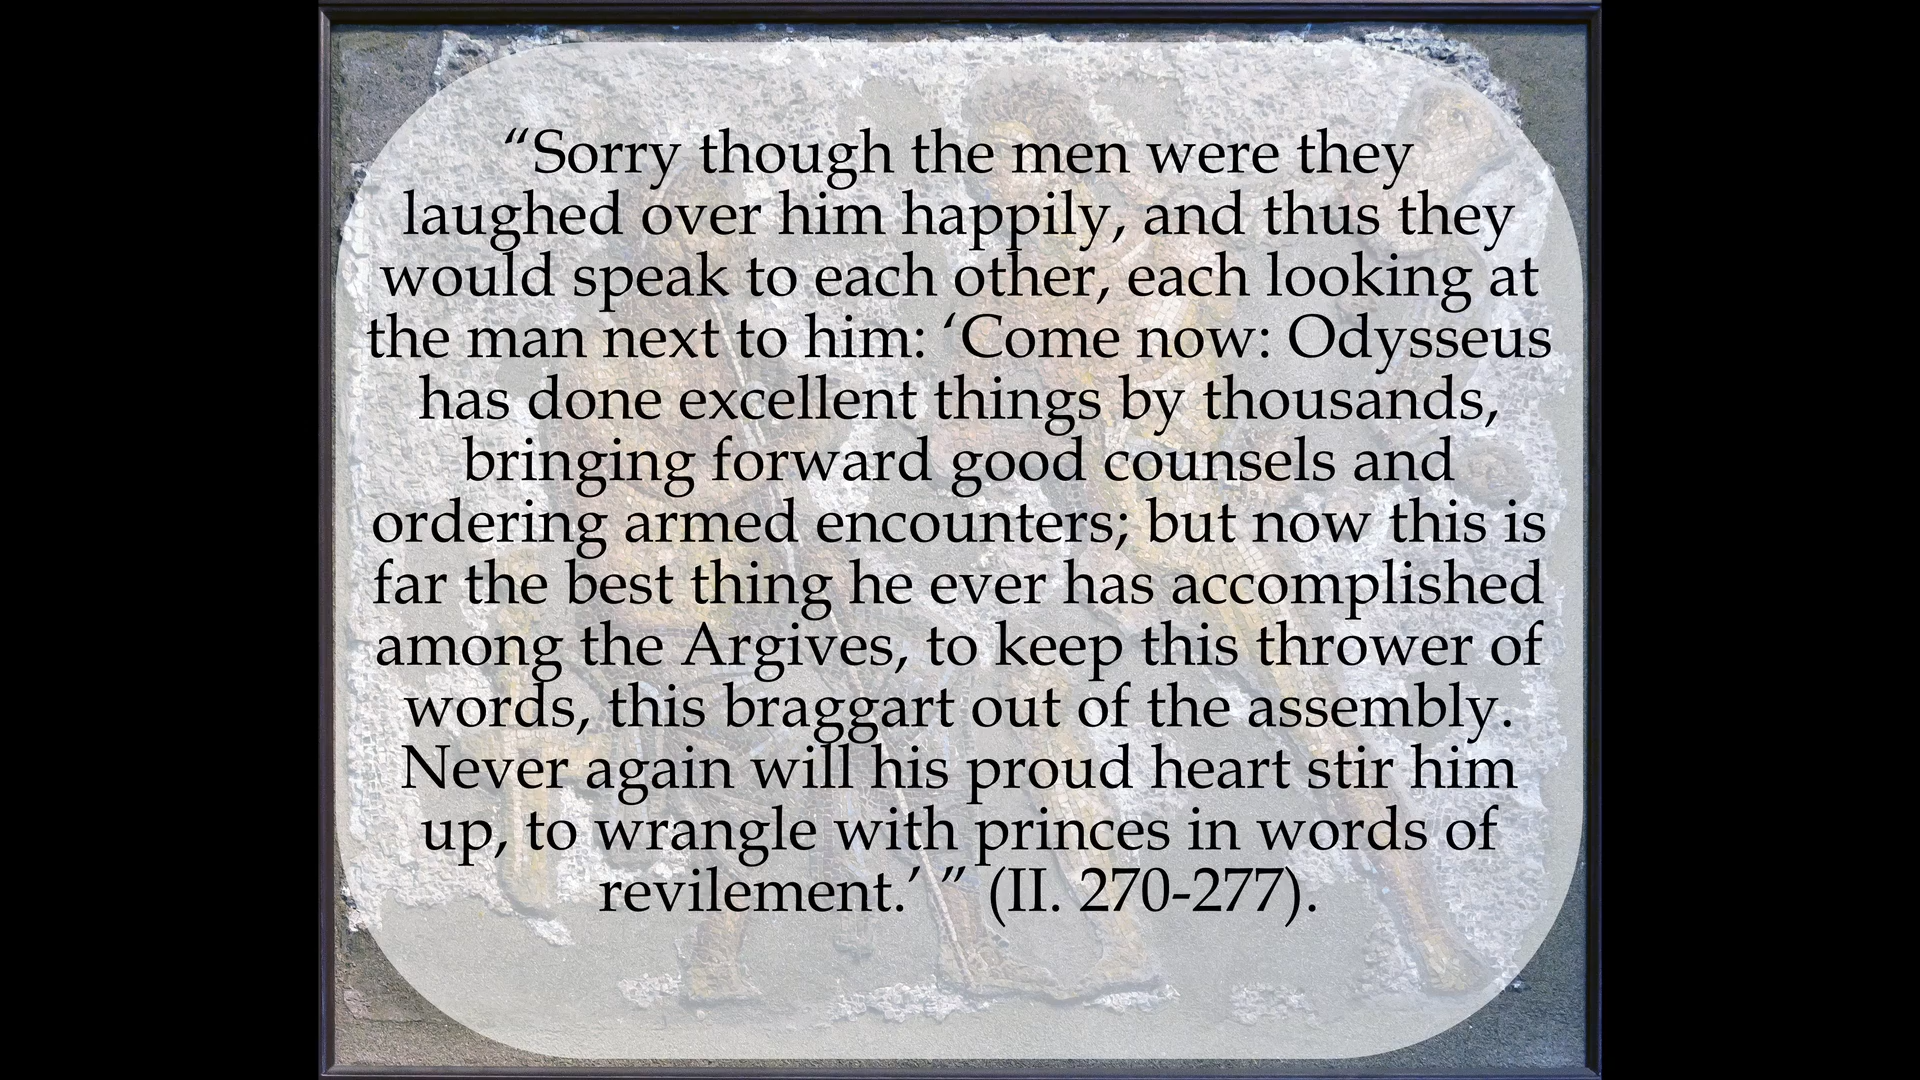 “Sorry though the men were they
laughed over him happily, and thus they
would speak to each other, each looking at
the man next to him: ‘Come now: Odysseus
has done excellent things by thousands,
bringing forward good counsels and
ordering armed encounters; but now this is
far the best thing he ever has accomplished
among the Argives, to keep this thrower of
words, this braggart out of the assembly.
Never again will his proud heart stir him
up, to wrangle with princes in words of
revilement.’ ” (II. 270-277).